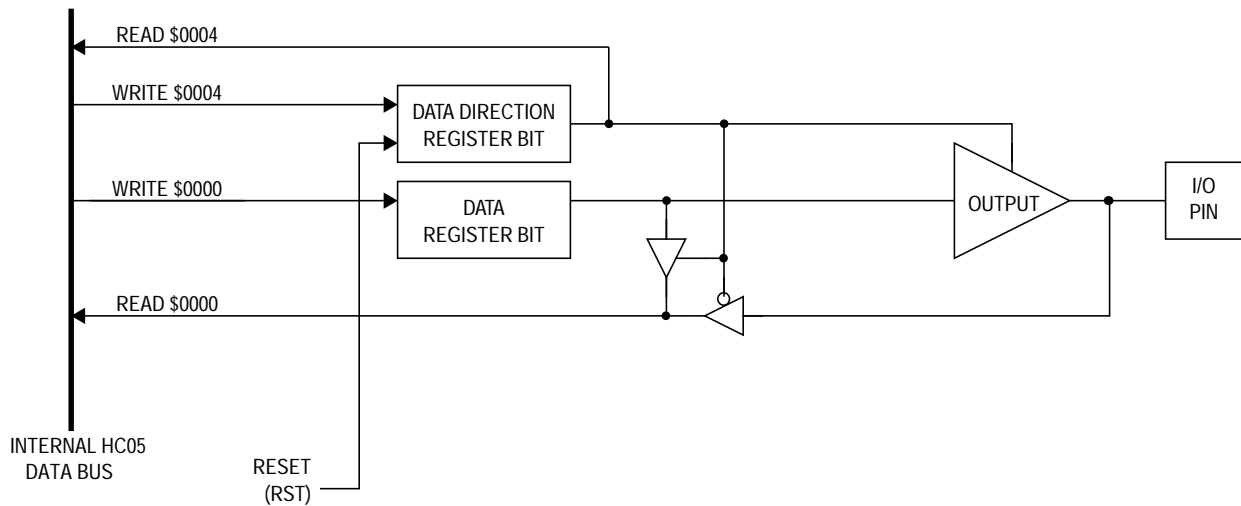 READ $0004
WRITE $0004
DATA DIRECTION
REGISTER BIT
WRITE $0000
DATA
REGISTER BIT
OUTPUT
I/O
PIN
READ $0000
INTERNAL HC05
DATA BUS
RESET
(RST)